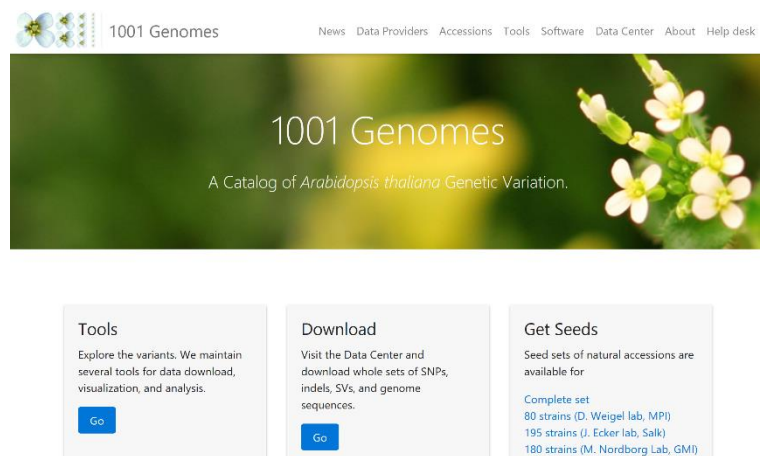 1001 Genomes
News Data Providers Accessions Tools Software Data Center About Help desk
1001 Genomes
A Catalog of Arabidopsis thaliana Genetic Variation.
Tools
Explore the variants. We maintain
several tools for data download,
visualization, and analysis.
Go
Download
Visit the Data Center and
download whole sets of SNPs,
indels, SVs, and genome
sequences.
Go
Get Seeds
Seed sets of natural accessions are
available for
Complete set
80 strains (D. Weigel lab, MPI)
195 strains (J. Ecker lab, Salk)
180 strains (M. Nordborg Lab, GMI)